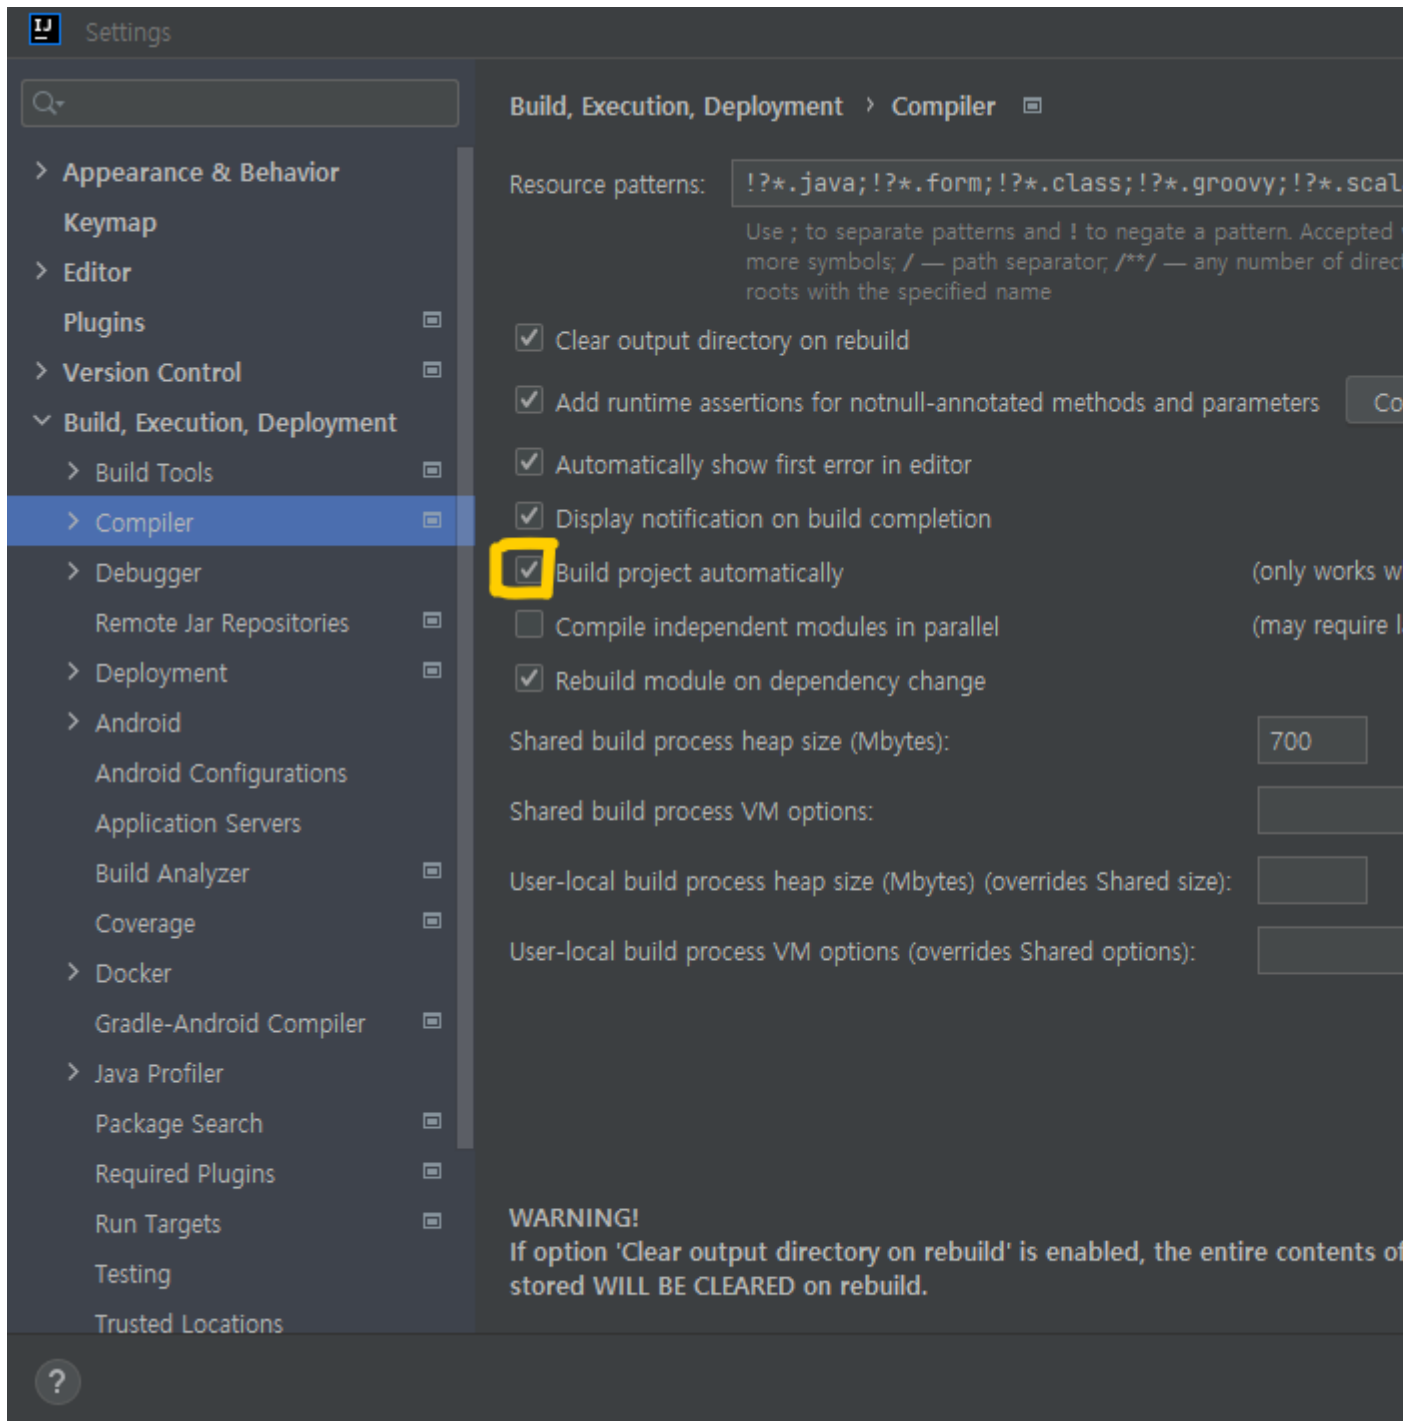 IJ
Settings
Build, Execution, Deployment › Compiler
Appearance & Behavior
Keymap
Editor
Plugins
Version Control
Build, Execution, Deployment
Build Tools
Compiler
Debugger
Remote Jar Repositories
Deployment
Android
Android Configurations
Application Servers
Build Analyzer
Coverage
Docker
Gradle-Android Compiler
Java Profiler
Package Search
Required Plugins
Run Targets
Testing
Trusted Locations
Resource patterns: !?*.java;!?*.form;!?*.class;!?*.groovy;!?*.scal
Use ; to separate patterns and ! to negate a pattern. Accepted
more symbols; / — path separator; /**/ — any number of direct
roots with the specified name
Clear output directory on rebuild
Add runtime assertions for notnull-annotated methods and parameters Co
Automatically show first error in editor
Display notification on build completion
Build project automatically (only works w
Compile independent modules in parallel (may require l
Rebuild module on dependency change
Shared build process heap size (Mbytes): 700
Shared build process VM options:
User-local build process heap size (Mbytes) (overrides Shared size):
User-local build process VM options (overrides Shared options):
WARNING!
If option 'Clear output directory on rebuild' is enabled, the entire contents of
stored WILL BE CLEARED on rebuild.
?